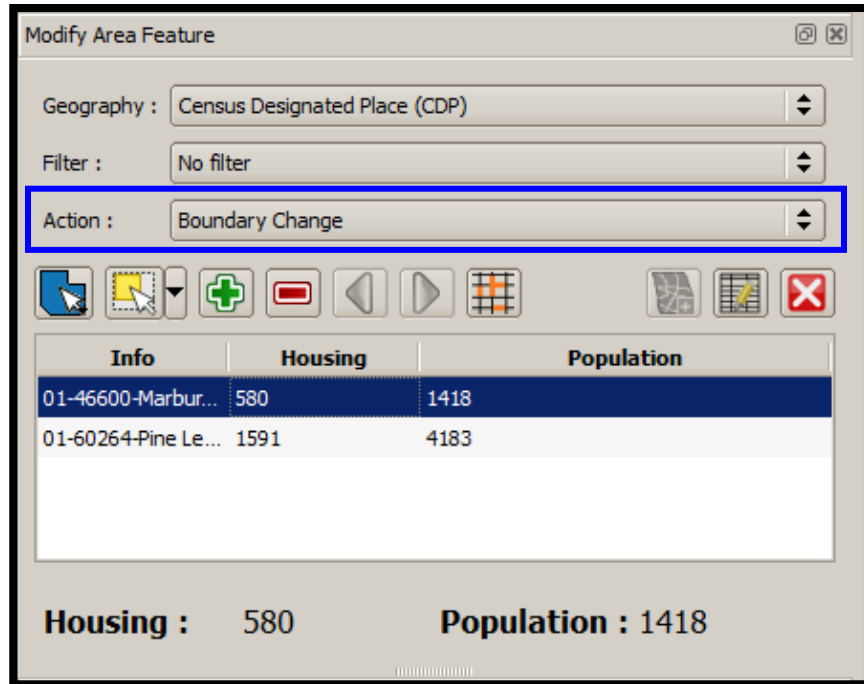 Modify Area Feature
Geography : Census Designated Place (CDP)
Filter : No filter
Action : Boundary Change
Info Housing Population
01-46600-Marbur... 580 1418
01-60264-Pine Le... 1591 4183
Housing : 580 Population : 1418